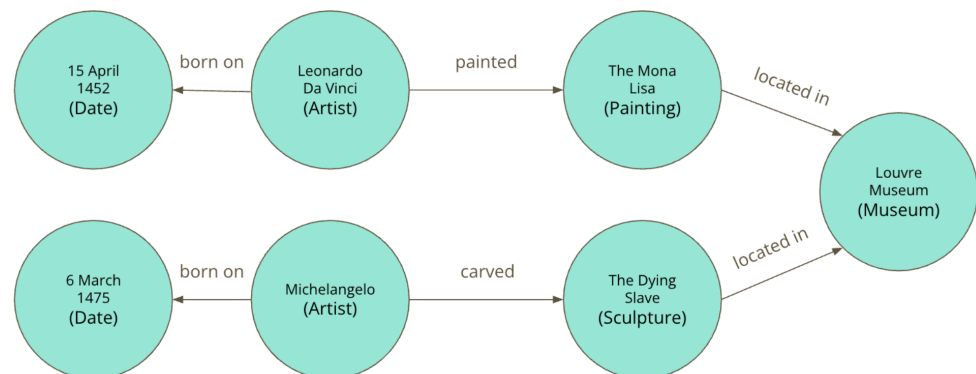 15 April
1452
(Date)
born on
Leonardo
Da Vinci
(Artist)
painted
The Mona
Lisa
(Painting)
located in
Louvre
Museum
(Museum)
6 March
1475
(Date)
born on
Michelangelo
(Artist)
carved
The Dying
Slave
(Sculpture)
located in